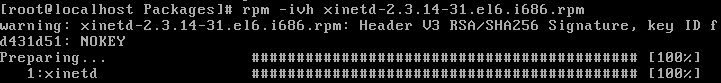 [root@localhost Packages]# rpm -ivh xinetd-2.3.14-31.el6.i686.rpm
warning: xinetd-2.3.14-31.el6.i686.rpm: Header V3 RSA/SHA256 Signature, key ID f
d431d51: NOKEY
Preparing... ########################################### [100%]
1:xinetd ########################################### [100%]